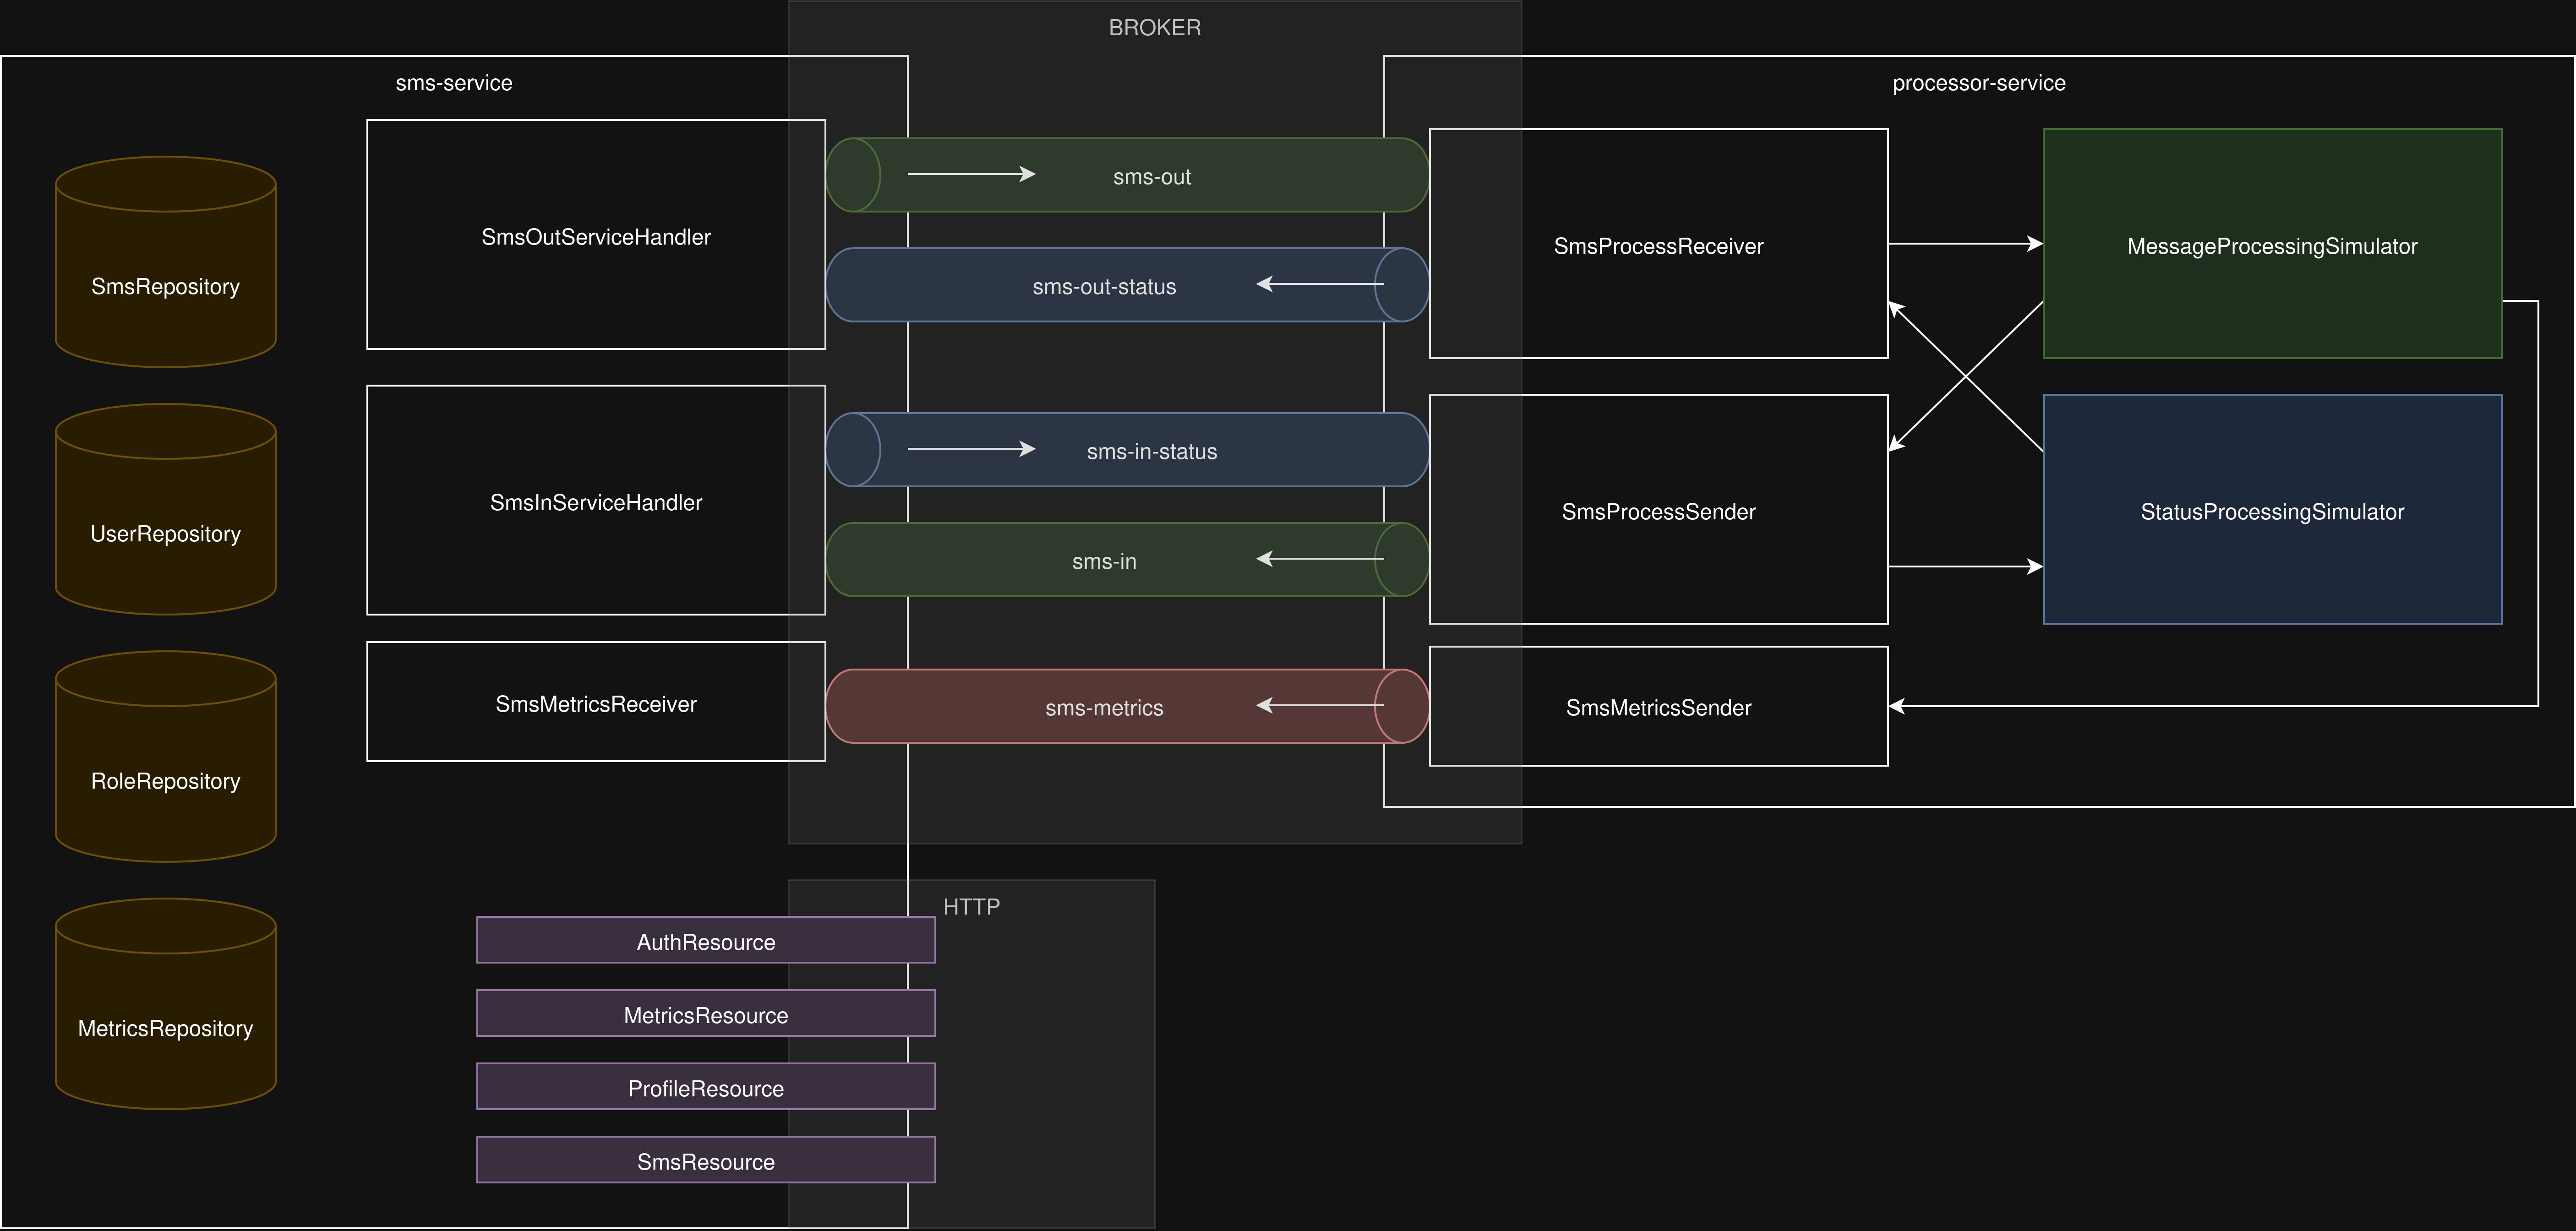 BROKER
sms-service
processor-service
SmsRepository
UserRepository
RoleRepository
MetricsRepository
SmsOutServiceHandler
SmsInServiceHandler
SmsMetricsReceiver
sms-out
sms-out-status
sms-in-status
sms-in
sms-metrics
SmsProcessReceiver
SmsProcessSender
SmsMetricsSender
MessageProcessingSimulator
StatusProcessingSimulator
HTTP
AuthResource
MetricsResource
ProfileResource
SmsResource